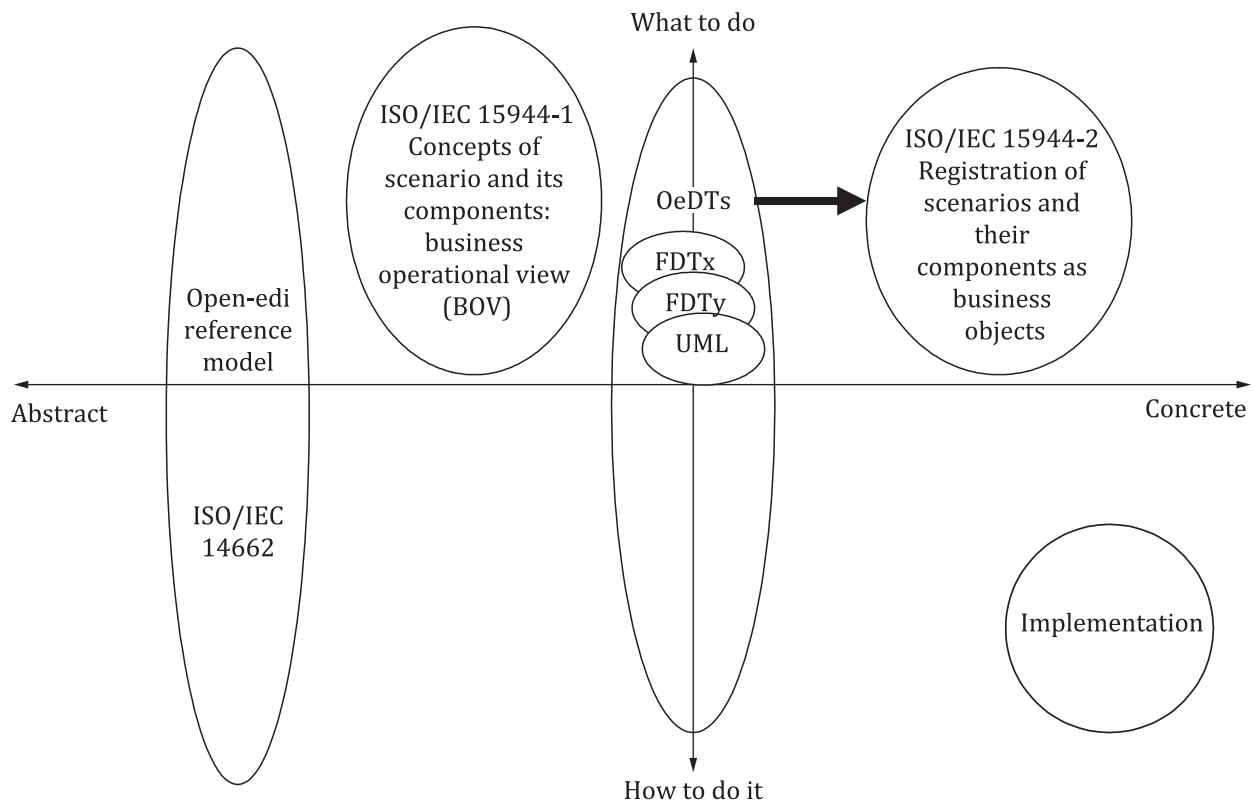 What to do
ISO/IEC 15944-1
Concepts of
scenario and its
components:
business
operational view
(BOV)
ISO/IEC 15944-2
Registration of
scenarios and
their
components as
business
objects
OeDTs
FDTx
FDTy
UML
Open-edi
reference
model
Abstract
Concrete
ISO/IEC
14662
Implementation
How to do it